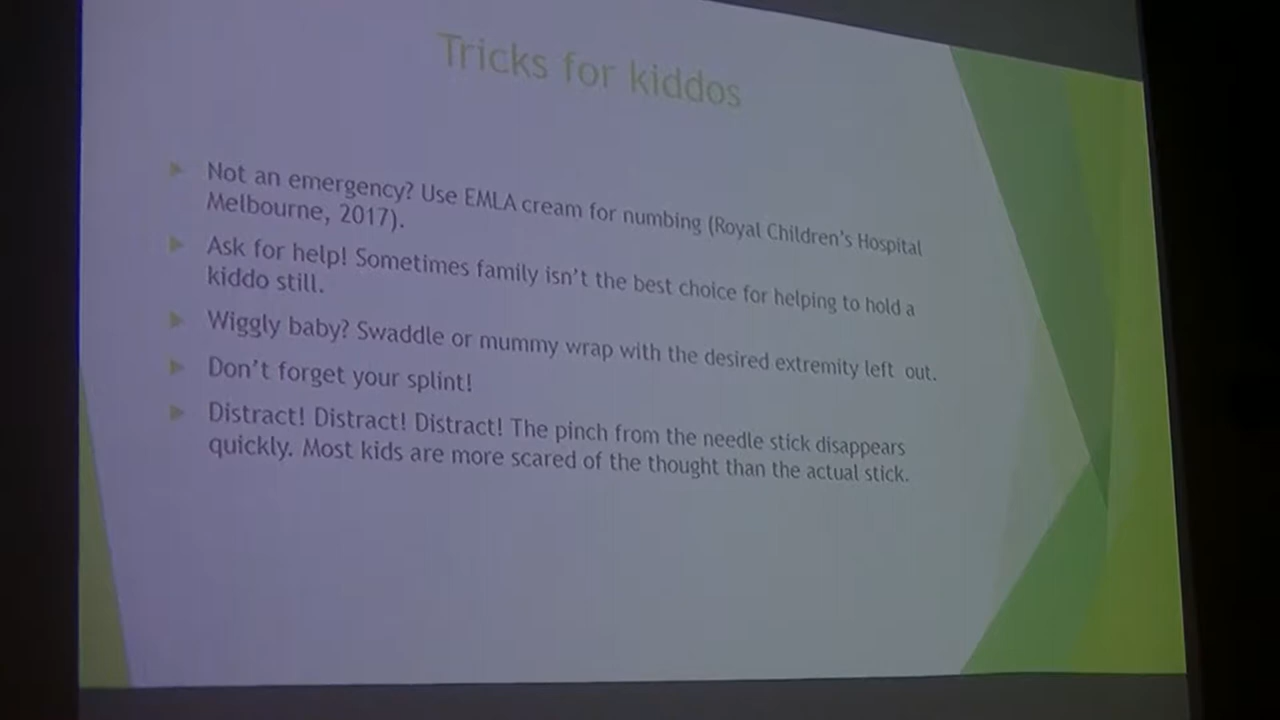 Tricks for kiddos
Not an emergency? Use EMLA cream for numbing (Royal Children's Hospital
Melbourne, 2017).
Ask for help! Sometimes family isn't the best choice for helping to hold a
kiddo still.
Wiggly baby? Swaddle or mummy wrap with the desired extremity left out.
Don't forget your splint!
Distract! Distract! Distract! The pinch from the needle stick disappears
quickly. Most kids are more scared of the thought than the actual stick.